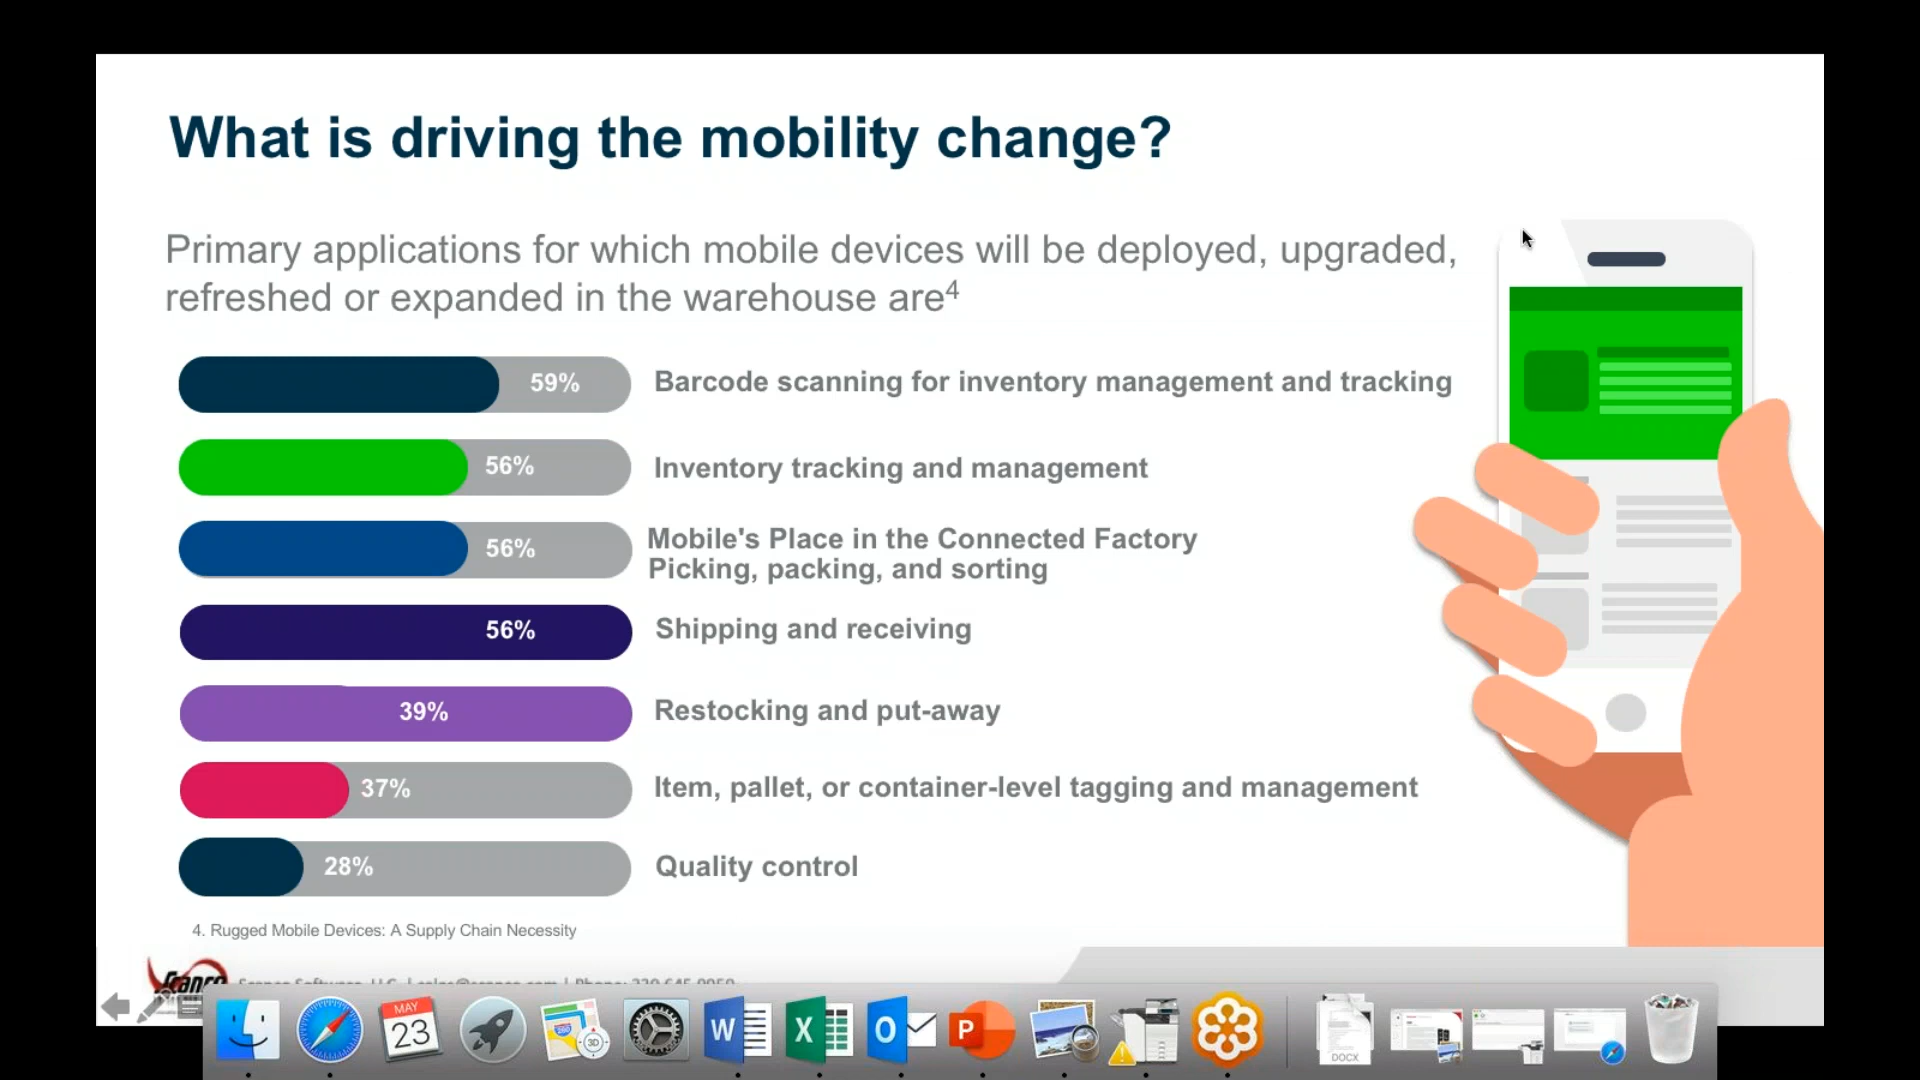 What is driving the mobility change?
Primary applications for which mobile devices will be deployed, upgraded,
refreshed or expanded in the warehouse are4
59% Barcode scanning for inventory management and tracking
56% Inventory tracking and management
56% Mobile's Place in the Connected Factory
Picking, packing, and sorting
56% Shipping and receiving
39% Restocking and put-away
37% Item, pallet, or container-level tagging and management
28% Quality control
4. Rugged Mobile Devices: A Supply Chain Necessity
MAY
23
280
3D
W
X
O
P
DOCX